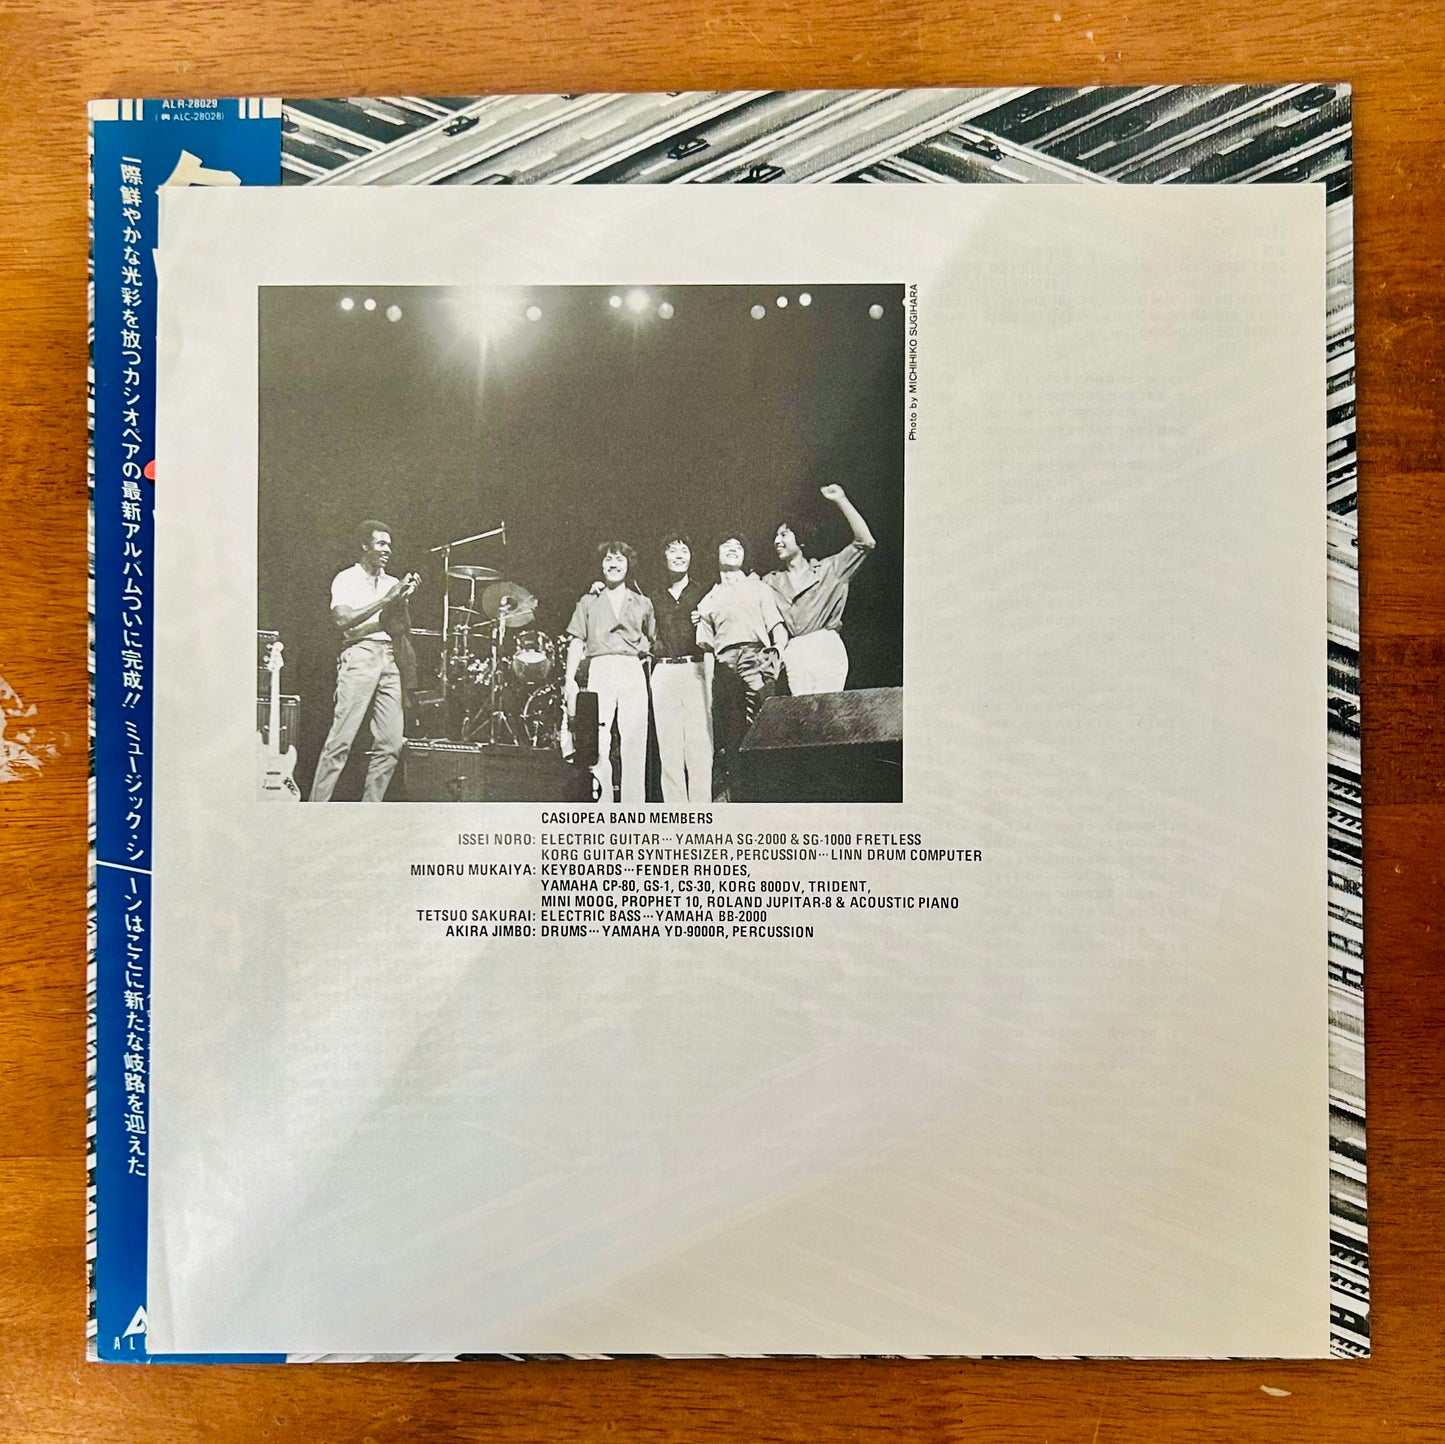 ALR-28029
(㋕ ALC-28028)
一際鮮やかな光彩を放つカシオペアの最新アルバムついに完成!! ミュージック・シ
ーンはここに新たな岐路を迎えた
Photo by MICHIHIKO SUGIHARA
CASIOPEA BAND MEMBERS
ISSEI NORO: ELECTRIC GUITAR…YAMAHA SG-2000 & SG-1000 FRETLESS
KORG GUITAR SYNTHESIZER, PERCUSSION…LINN DRUM COMPUTER
MINORU MUKAIYA: KEYBOARDS…FENDER RHODES,
YAMAHA CP-80, GS-1, CS-30, KORG 800DV, TRIDENT,
MINI MOOG, PROPHET 10, ROLAND JUPITAR-8 & ACOUSTIC PIANO
TETSUO SAKURAI: ELECTRIC BASS…YAMAHA BB-2000
AKIRA JIMBO: DRUMS…YAMAHA YD-9000R, PERCUSSION